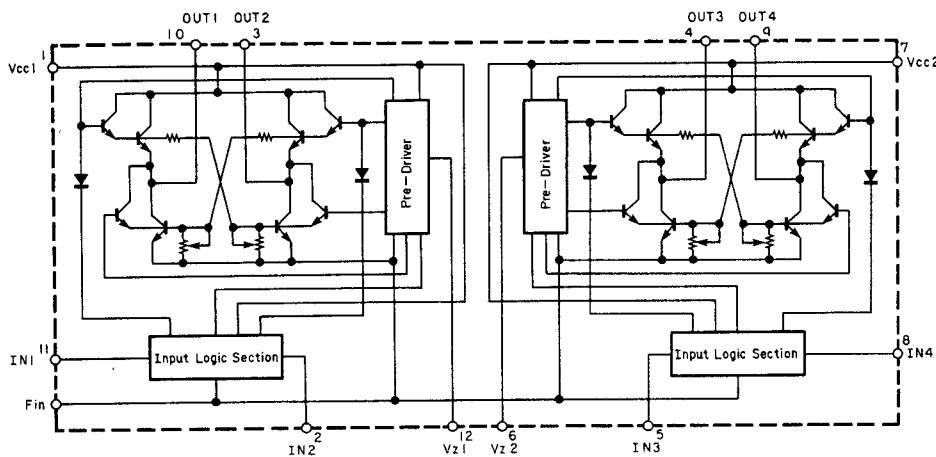 OUT1 OUT2 OUT3 OUT4
10 3 4 9
1 7
Vcc1 Vcc2
Pre-Driver Pre-Driver
11 8
IN1 Input Logic Section Input Logic Section IN4
Fin
2 12 6 5
IN2 Vz1 Vz2 IN3